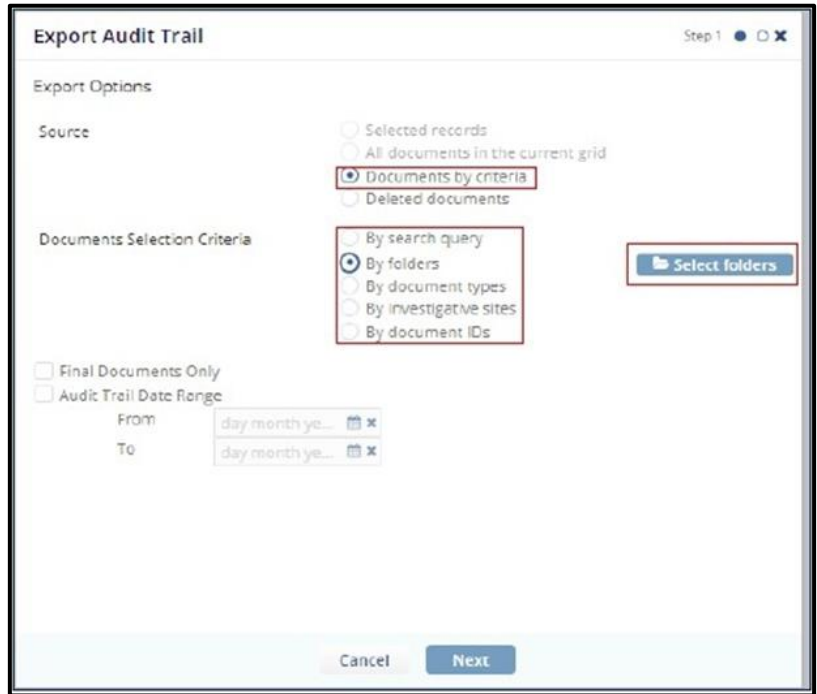 Export Audit Trail
Step 1
Export Options
Source
Selected records
All documents in the current grid
Documents by criteria
Deleted documents
Documents Selection Criteria
By search query
By folders
Select folders
By document types
By investigative sites
By document IDs
Final Documents Only
Audit Trail Date Range
From
day month ye...
To
day month ye...
Cancel
Next